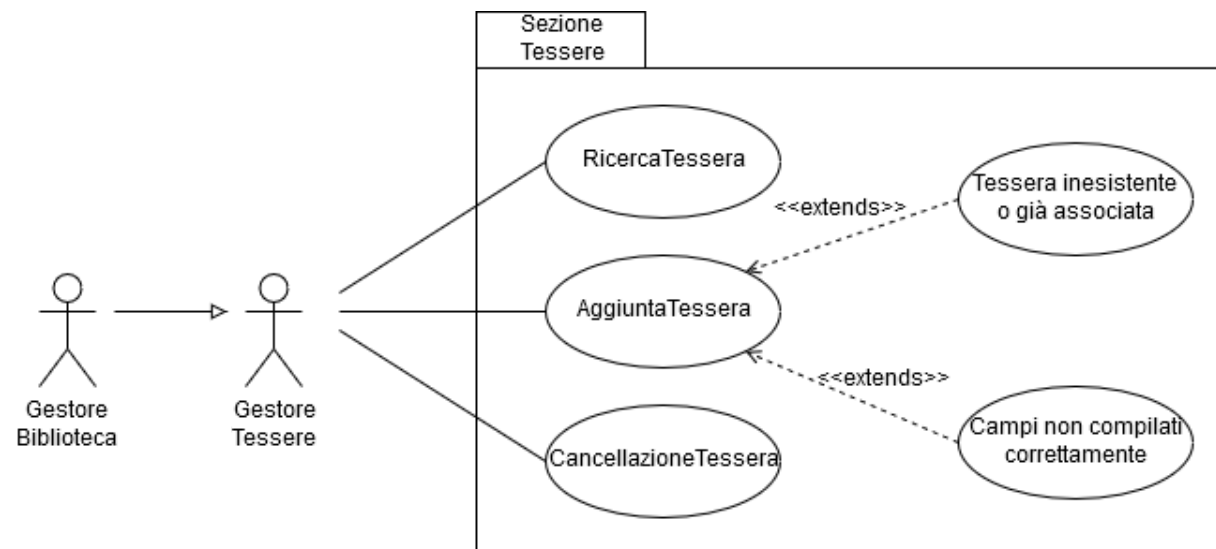 Sezione
Tessere
RicercaTessera
Tessera inesistente
o già associata
<<extends>>
AggiuntaTessera
<<extends>>
Gestore
Biblioteca
Gestore
Tessere
CancellazioneTessera
Campi non compilati
correttamente